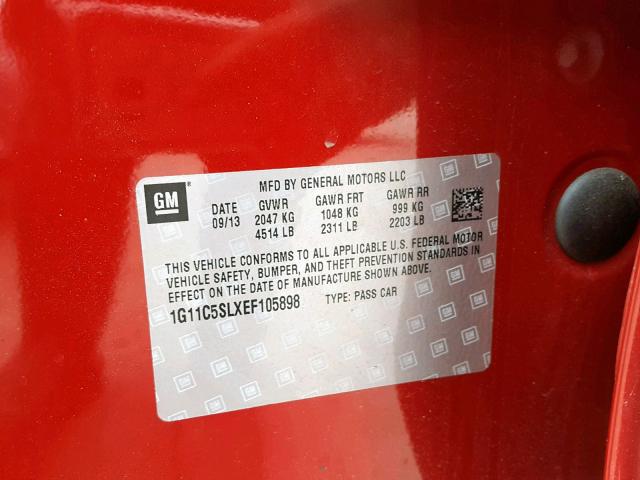 GM
MFD BY GENERAL MOTORS LLC
DATE GVWR GAWR FRT GAWR RR
09/13 2047 KG 1048 KG 999 KG
4514 LB 2311 LB 2203 LB
THIS VEHICLE CONFORMS TO ALL APPLICABLE U.S. FEDERAL MOTOR
VEHICLE SAFETY, BUMPER, AND THEFT PREVENTION STANDARDS IN
EFFECT ON THE DATE OF MANUFACTURE SHOWN ABOVE.
1G11C5SLXEF105898 TYPE: PASS CAR